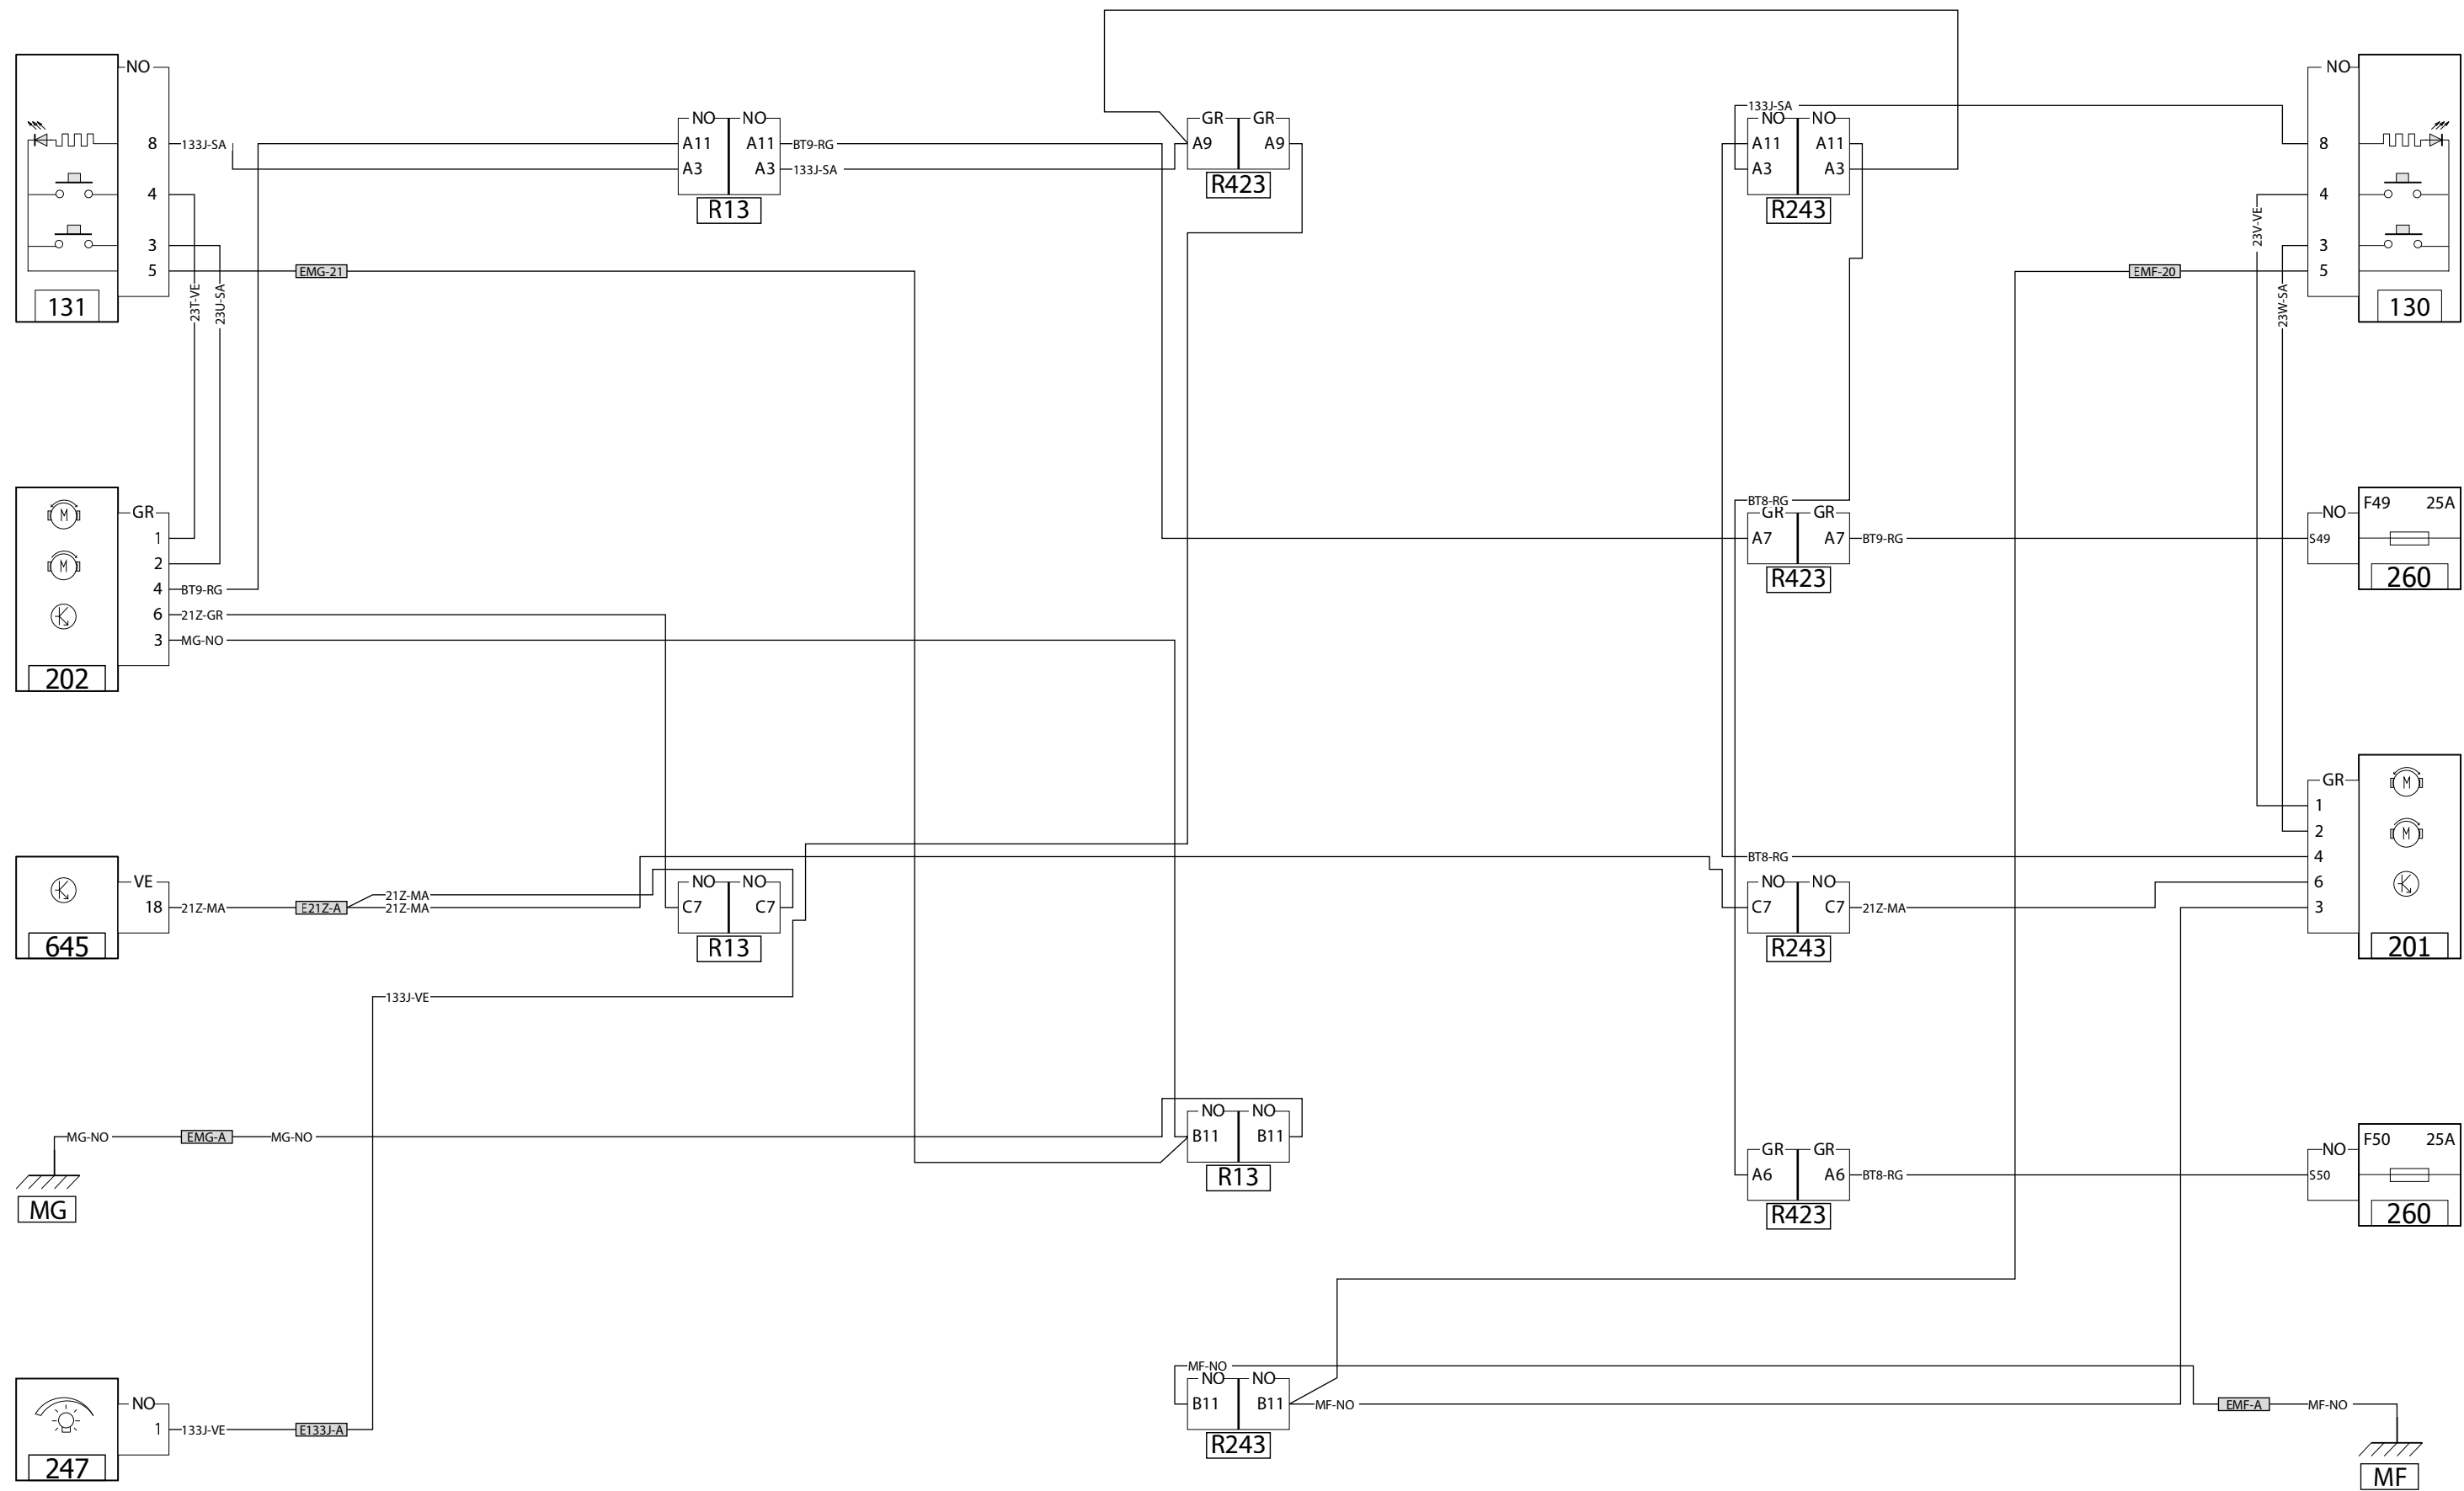 NO
8
133J-SA
4
3
5
EMG-21
23T-VE
23U-SA
131
NO NO
A11 A11
BT9-RG
A3 A3
133J-SA
R13
GR GR
A9 A9
R423
133J-SA
NO NO
A11 A11
A3 A3
R243
NO
8
4
3
5
23V-VE
23W-SA
EMF-20
130
GR
1
2
4
BT9-RG
6
21Z-GR
3
MG-NO
202
BT8-RG
GR GR
A7 A7
BT9-RG
R423
F49 25A
NO
S49
260
GR
1
2
BT8-RG
4
6
3
201
VE
18
21Z-MA
E21Z-A
21Z-MA
21Z-MA
645
NO NO
C7 C7
R13
NO NO
C7 C7
21Z-MA
R243
133J-VE
MG-NO
EMG-A
MG-NO
MG
NO NO
B11 B11
R13
GR GR
A6 A6
BT8-RG
R423
F50 25A
NO
S50
260
NO
1
133J-VE
E133J-A
247
MF-NO
NO NO
B11 B11
MF-NO
R243
EMF-A
MF-NO
MF